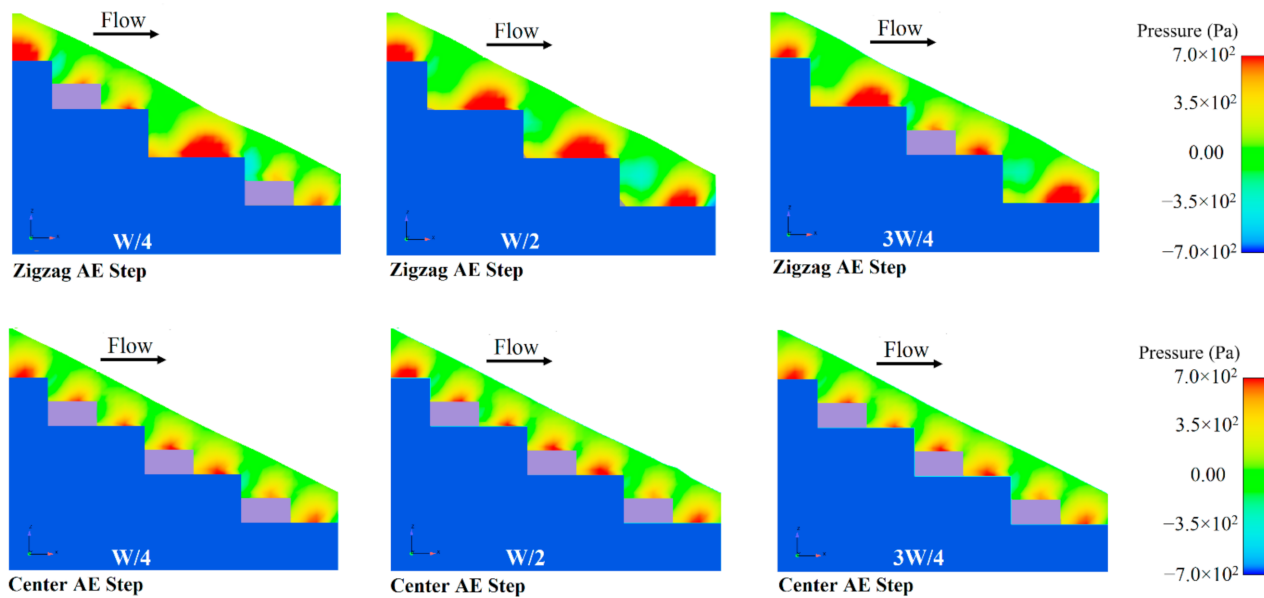 Flow
W/4
Zigzag AE Step
Flow
W/2
Zigzag AE Step
Flow
3W/4
Zigzag AE Step
Pressure (Pa)
7.0×10²
3.5×10²
0.00
−3.5×10²
−7.0×10²
Flow
W/4
Center AE Step
Flow
W/2
Center AE Step
Flow
3W/4
Center AE Step
Pressure (Pa)
7.0×10²
3.5×10²
0.00
−3.5×10²
−7.0×10²